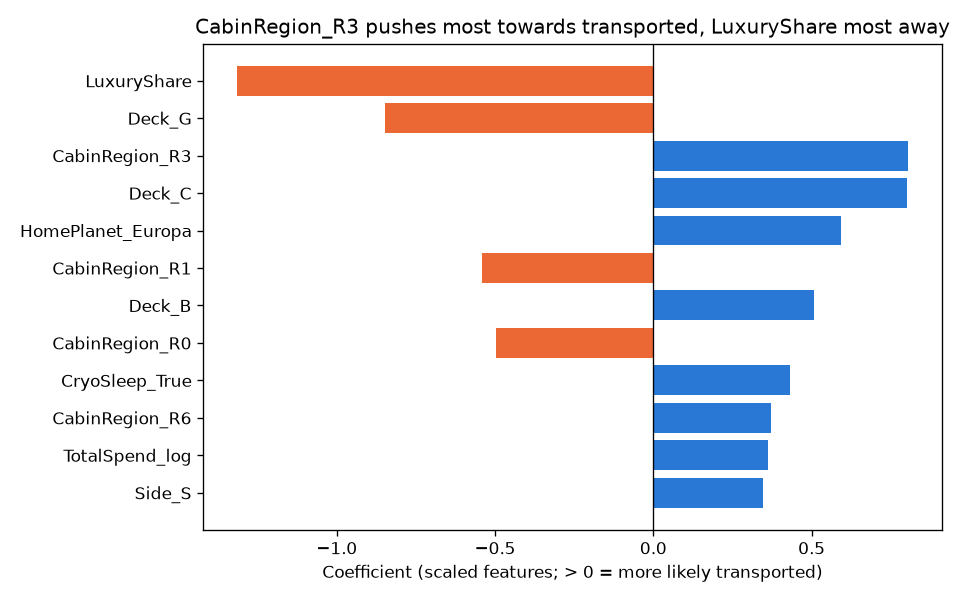 CabinRegion_R3 pushes most towards transported, LuxuryShare most away
LuxuryShare
Deck_G
CabinRegion_R3
Deck_C
HomePlanet_Europa
CabinRegion_R1
Deck_B
CabinRegion_R0
CryoSleep_True
CabinRegion_R6
TotalSpend_log
Side_S
−1.0 −0.5 0.0 0.5
Coefficient (scaled features; > 0 = more likely transported)